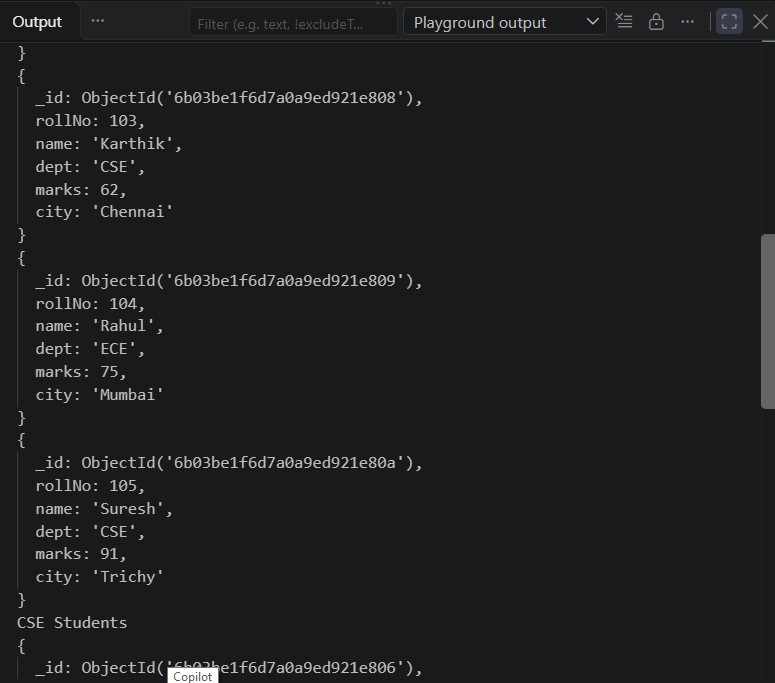 Output
Filter (e.g. text, !excludeT...
Playground output
}
{
_id: ObjectId('6b03be1f6d7a0a9ed921e808'),
rollNo: 103,
name: 'Karthik',
dept: 'CSE',
marks: 62,
city: 'Chennai'
}
{
_id: ObjectId('6b03be1f6d7a0a9ed921e809'),
rollNo: 104,
name: 'Rahul',
dept: 'ECE',
marks: 75,
city: 'Mumbai'
}
{
_id: ObjectId('6b03be1f6d7a0a9ed921e80a'),
rollNo: 105,
name: 'Suresh',
dept: 'CSE',
marks: 91,
city: 'Trichy'
}
CSE Students
{
_id: ObjectId('6b03be1f6d7a0a9ed921e806'),
Copilot